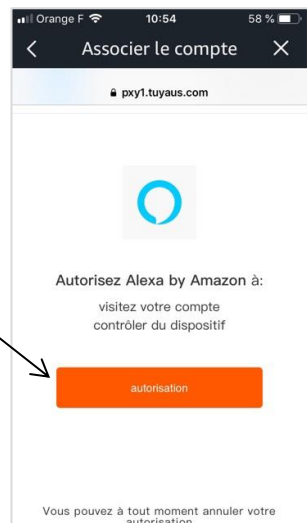 Orange F 10:54 58 %
Associer le compte
pxy1.tuyaus.com
Autorisez Alexa by Amazon à:
visitez votre compte
contrôler du dispositif
autorisation
Vous pouvez à tout moment annuler votre
autorisation